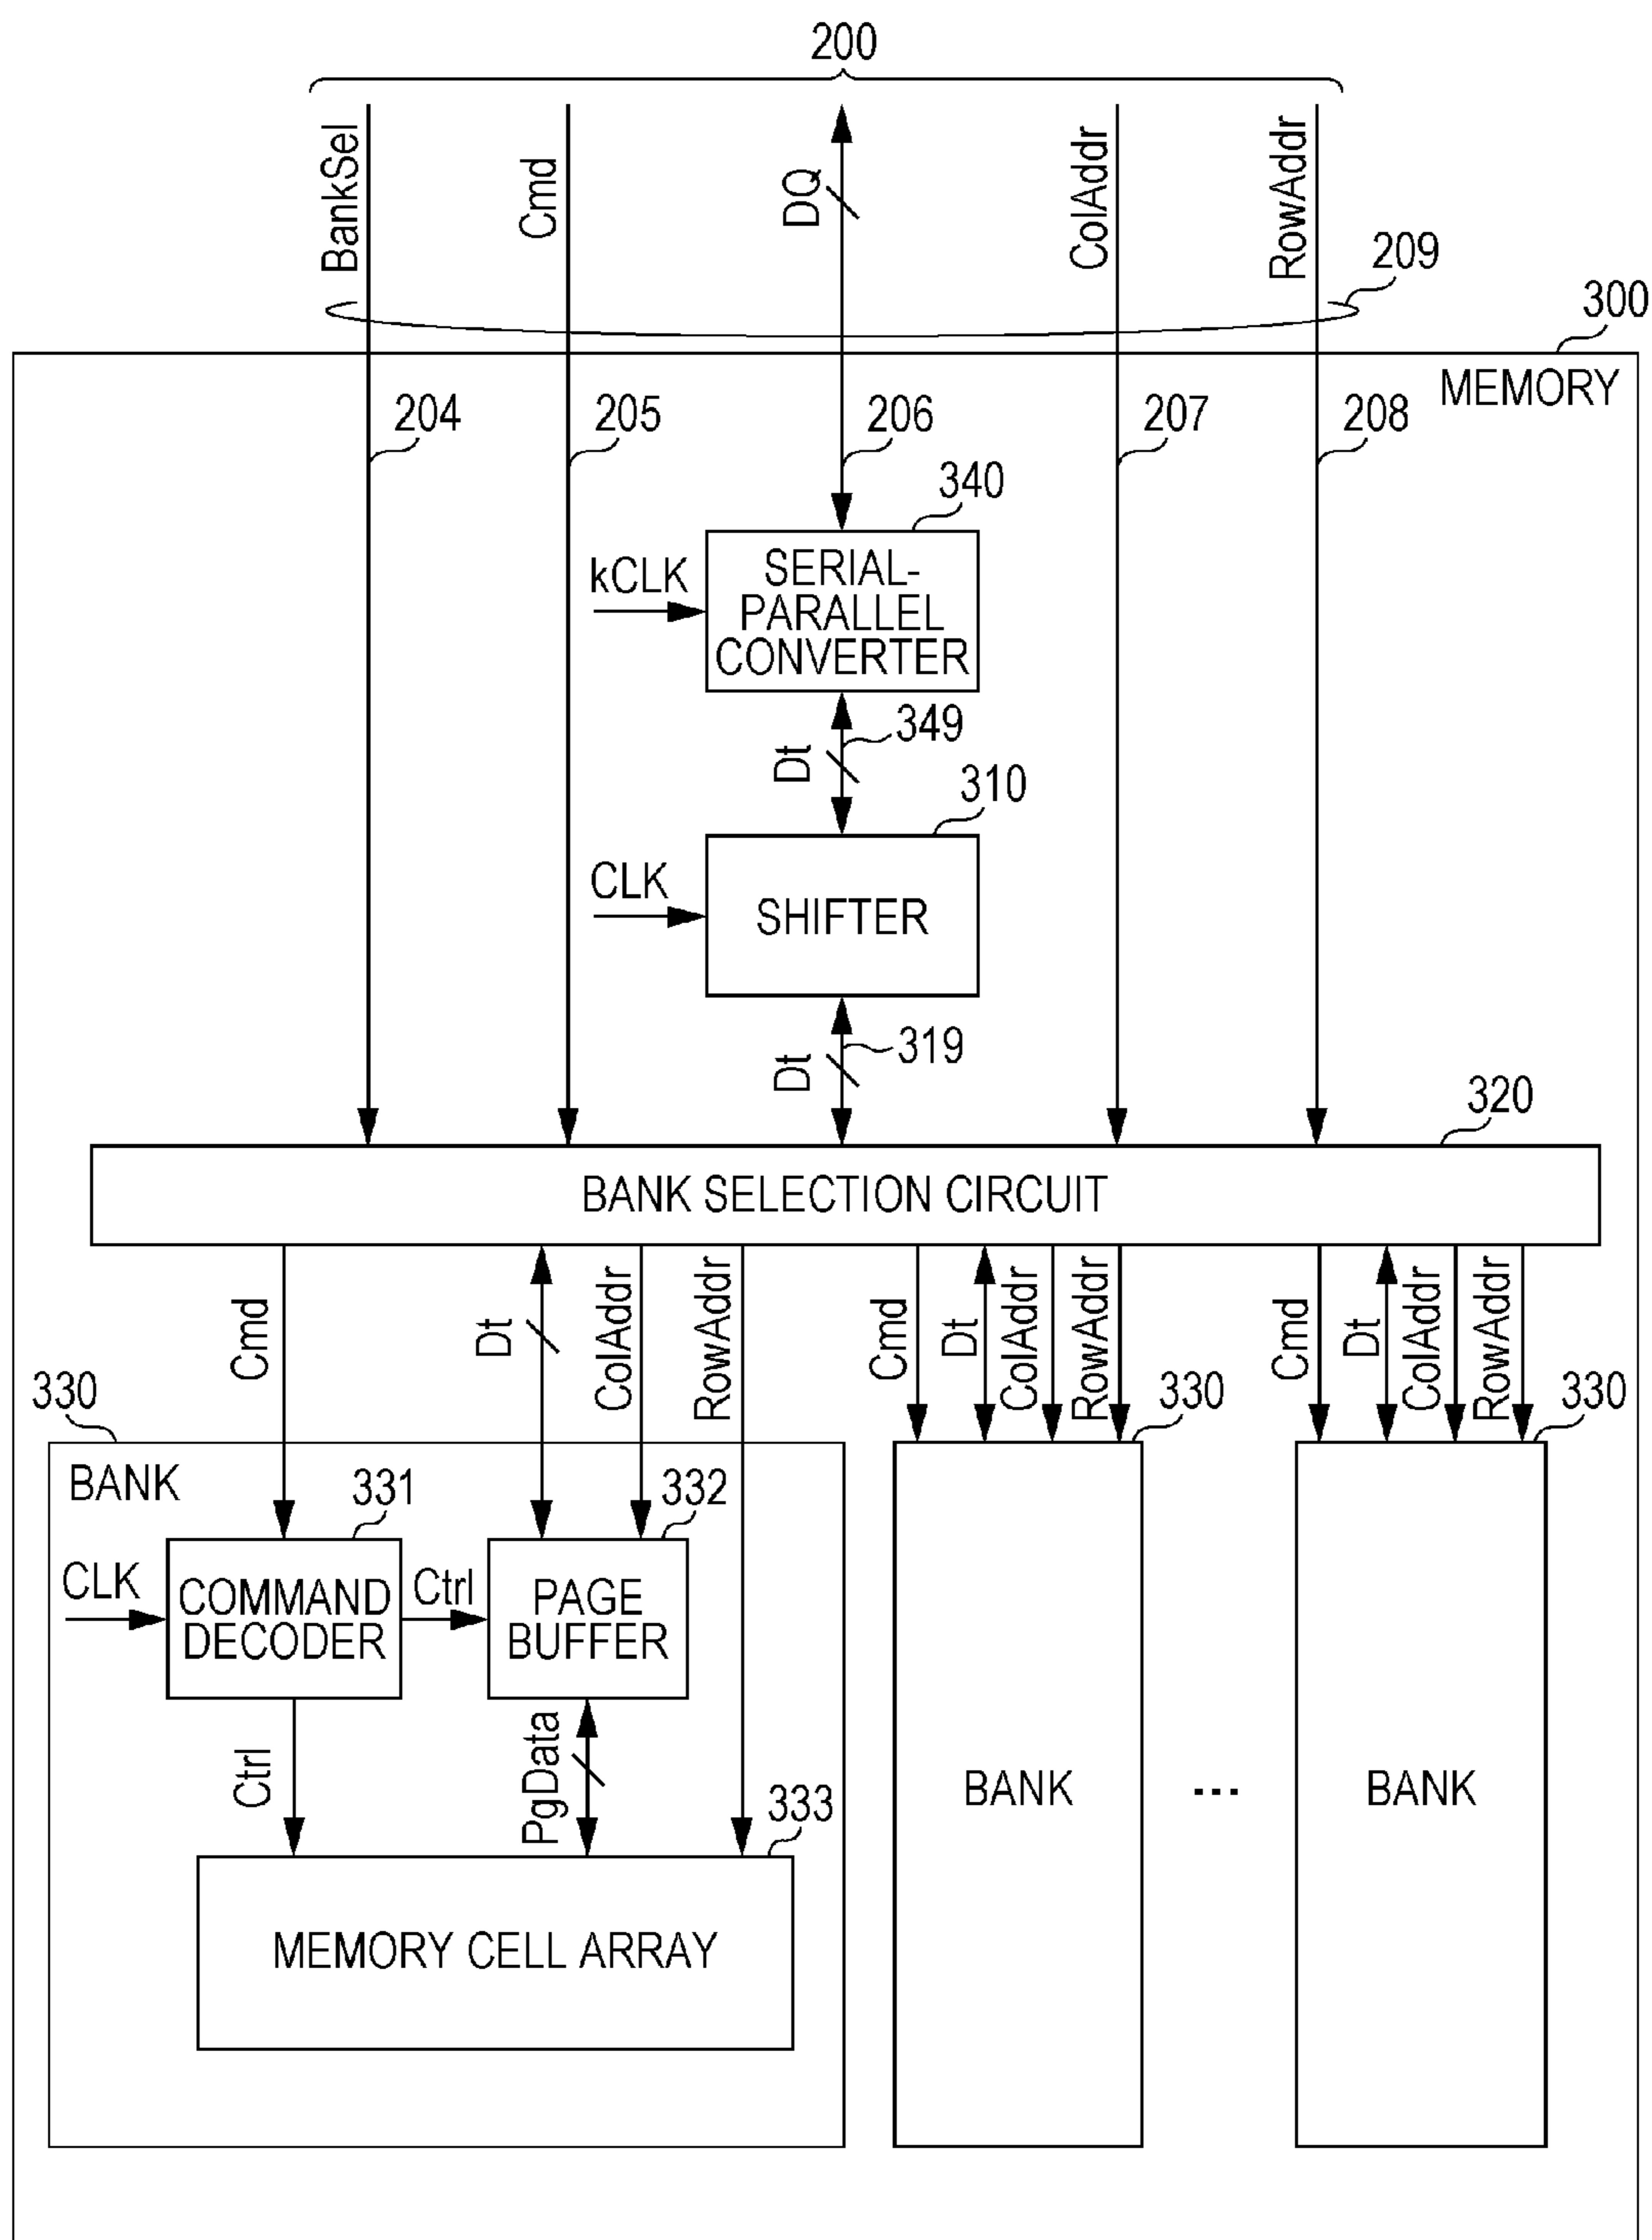 200
BankSel
Cmd
DQ
ColAddr
RowAddr
209
300
MEMORY
204
205
206
207
208
340
kCLK
SERIAL-
PARALLEL
CONVERTER
349
Dt
310
CLK
SHIFTER
319
Dt
320
BANK SELECTION CIRCUIT
Cmd
Dt
ColAddr
RowAddr
Cmd
Dt
ColAddr
RowAddr
Cmd
Dt
ColAddr
RowAddr
330
330
330
BANK
331
332
CLK
COMMAND
DECODER
Ctrl
PAGE
BUFFER
Ctrl
PgData
333
MEMORY CELL ARRAY
BANK
...
BANK